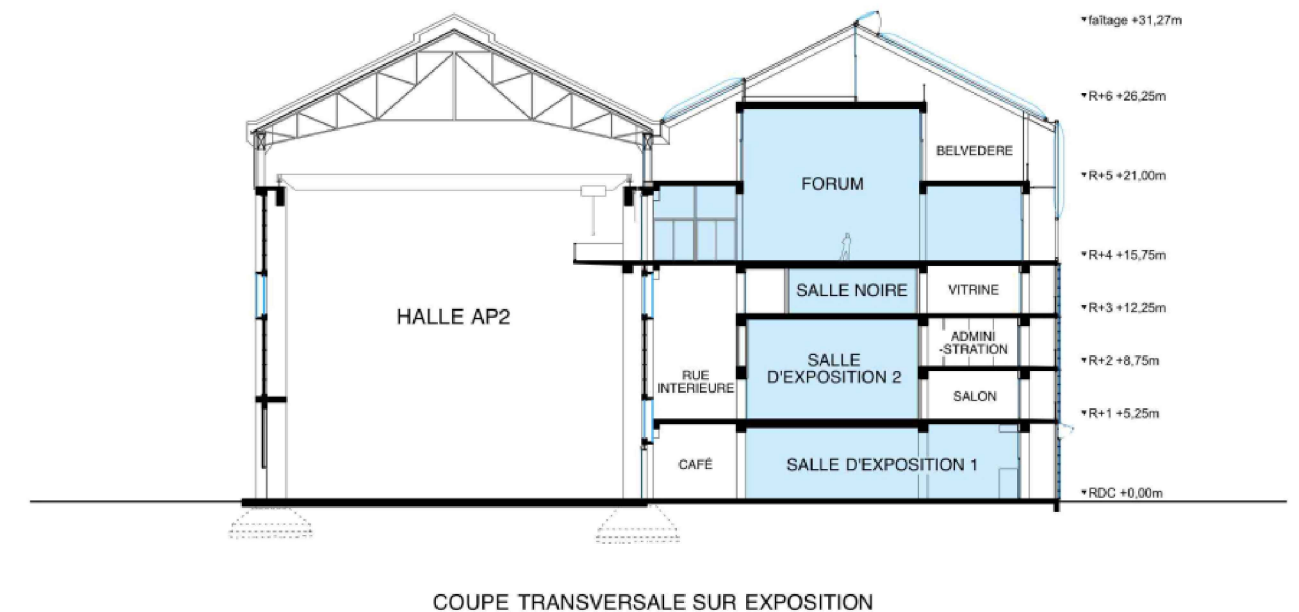 faîtage +31,27m
R+6 +26,25m
BELVEDERE
R+5 +21,00m
FORUM
R+4 +15,75m
SALLE NOIRE
VITRINE
R+3 +12,25m
HALLE AP2
ADMINI
-STRATION
SALLE
D'EXPOSITION 2
R+2 +8,75m
RUE
INTERIEURE
SALON
R+1 +5,25m
CAFÉ
SALLE D'EXPOSITION 1
RDC +0,00m
COUPE TRANSVERSALE SUR EXPOSITION